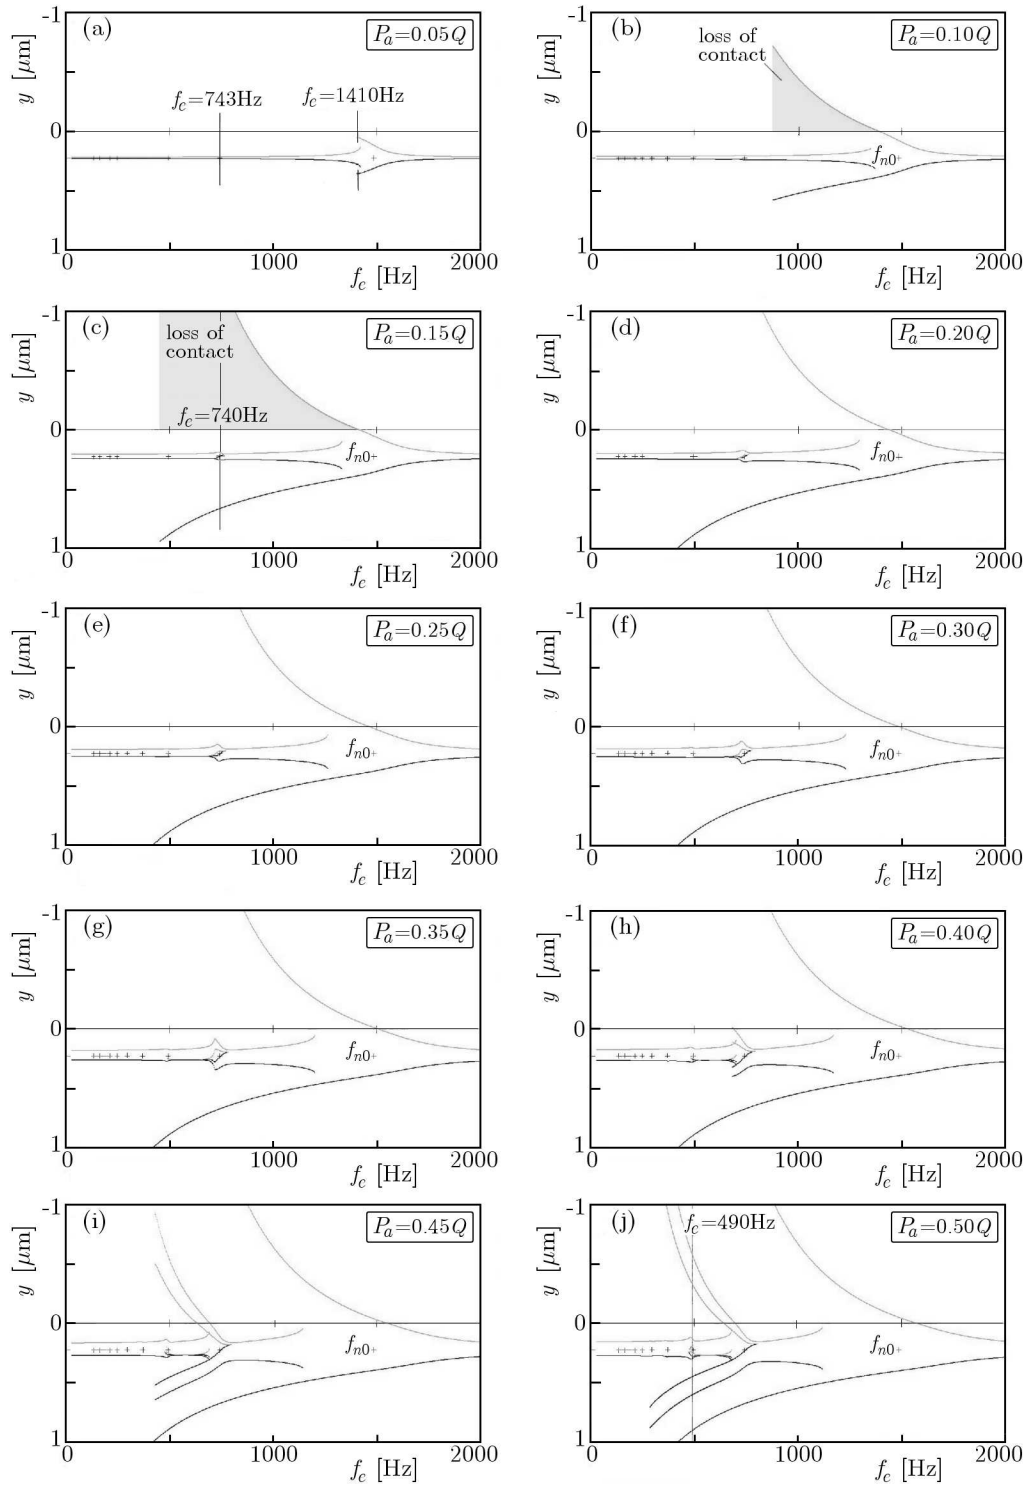 (a) Pa=0.05Q
-1
fc=743Hz fc=1410Hz
y [μm]
0
1
0 1000 2000
fc [Hz]
(b) Pa=0.10Q
-1
loss of
contact
y [μm]
0
fn0
1
0 1000 2000
fc [Hz]
(c) Pa=0.15Q
-1
loss of
contact
y [μm]
fc=740Hz
0
fn0
1
0 1000 2000
fc [Hz]
(d) Pa=0.20Q
-1
y [μm]
0
fn0
1
0 1000 2000
fc [Hz]
(e) Pa=0.25Q
-1
y [μm]
0
fn0
1
0 1000 2000
fc [Hz]
(f) Pa=0.30Q
-1
y [μm]
0
fn0
1
0 1000 2000
fc [Hz]
(g) Pa=0.35Q
-1
y [μm]
0
fn0
1
0 1000 2000
fc [Hz]
(h) Pa=0.40Q
-1
y [μm]
0
fn0
1
0 1000 2000
fc [Hz]
(i) Pa=0.45Q
-1
y [μm]
0
fn0
1
0 1000 2000
fc [Hz]
(j) Pa=0.50Q
-1
fc=490Hz
y [μm]
0
fn0
1
0 1000 2000
fc [Hz]